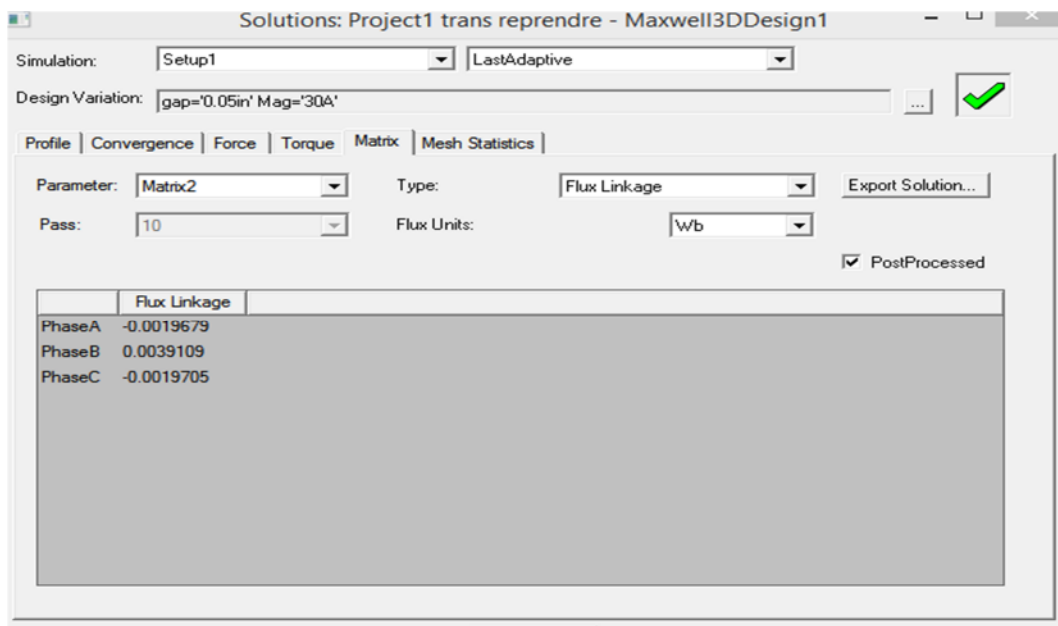 Solutions: Project1 trans reprendre - Maxwell3DDesign1
Simulation: Setup1 LastAdaptive
Design Variation: gap='0.05in' Mag='30A' ...
Profile Convergence Force Torque Matrix Mesh Statistics
Parameter: Matrix2 Type: Flux Linkage Export Solution...
Pass: 10 Flux Units: Wb
PostProcessed
Flux Linkage
PhaseA -0.0019679
PhaseB 0.0039109
PhaseC -0.0019705